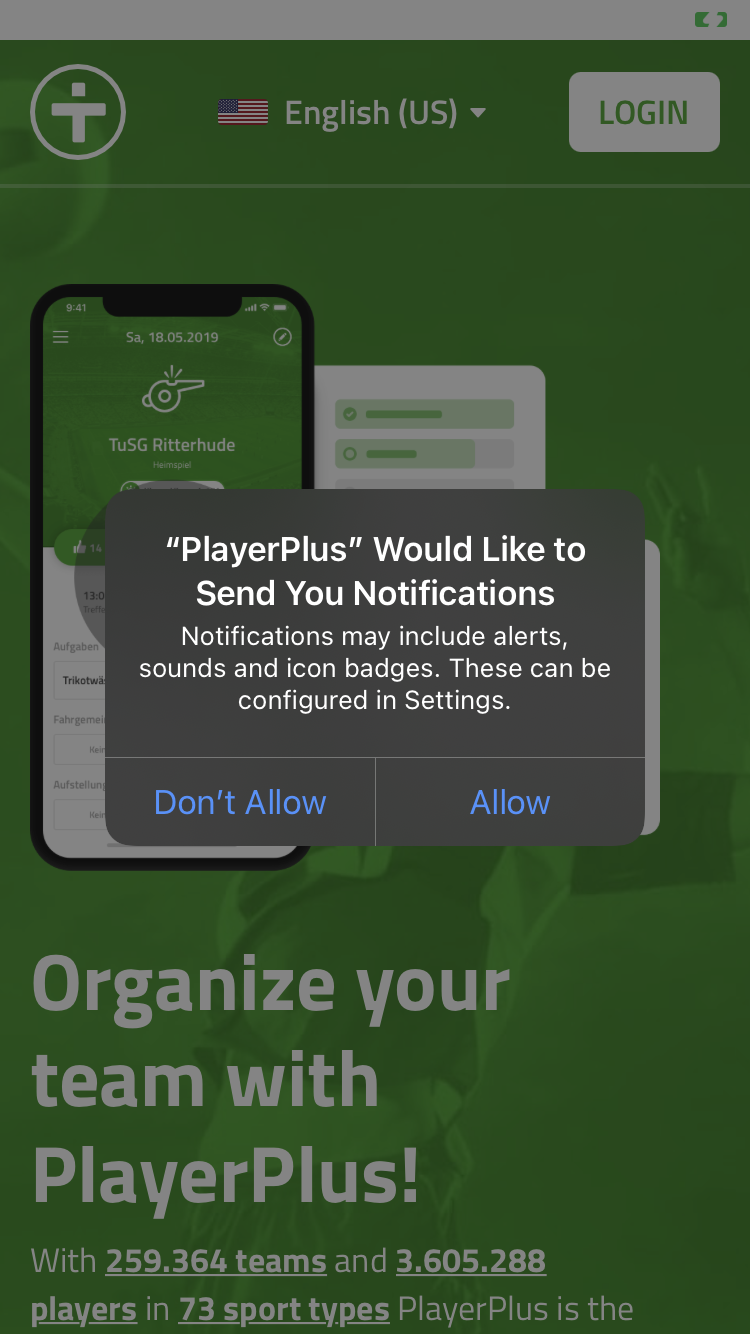 English (US)
LOGIN
9:41
Sa, 18.05.2019
TuSG Ritterhude
Heimspiel
14
13:0
Treffa
Aufgaben
Trikotwäs
Fahrgemei
Kein
Aufstellung
Kein
“PlayerPlus” Would Like to
Send You Notifications
Notifications may include alerts,
sounds and icon badges. These can be
configured in Settings.
Don’t Allow
Allow
Organize your
team with
PlayerPlus!
With 259.364 teams and 3.605.288
players in 73 sport types PlayerPlus is the